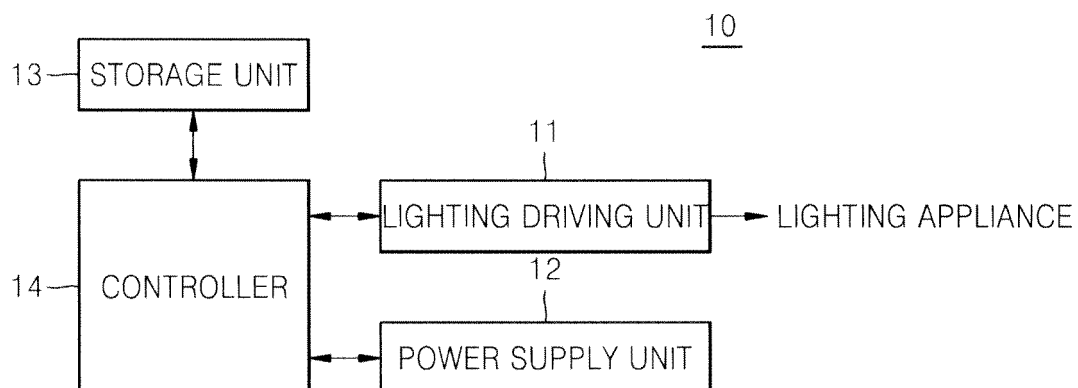 10
13 STORAGE UNIT
11
LIGHTING DRIVING UNIT LIGHTING APPLIANCE
14 CONTROLLER
12
POWER SUPPLY UNIT